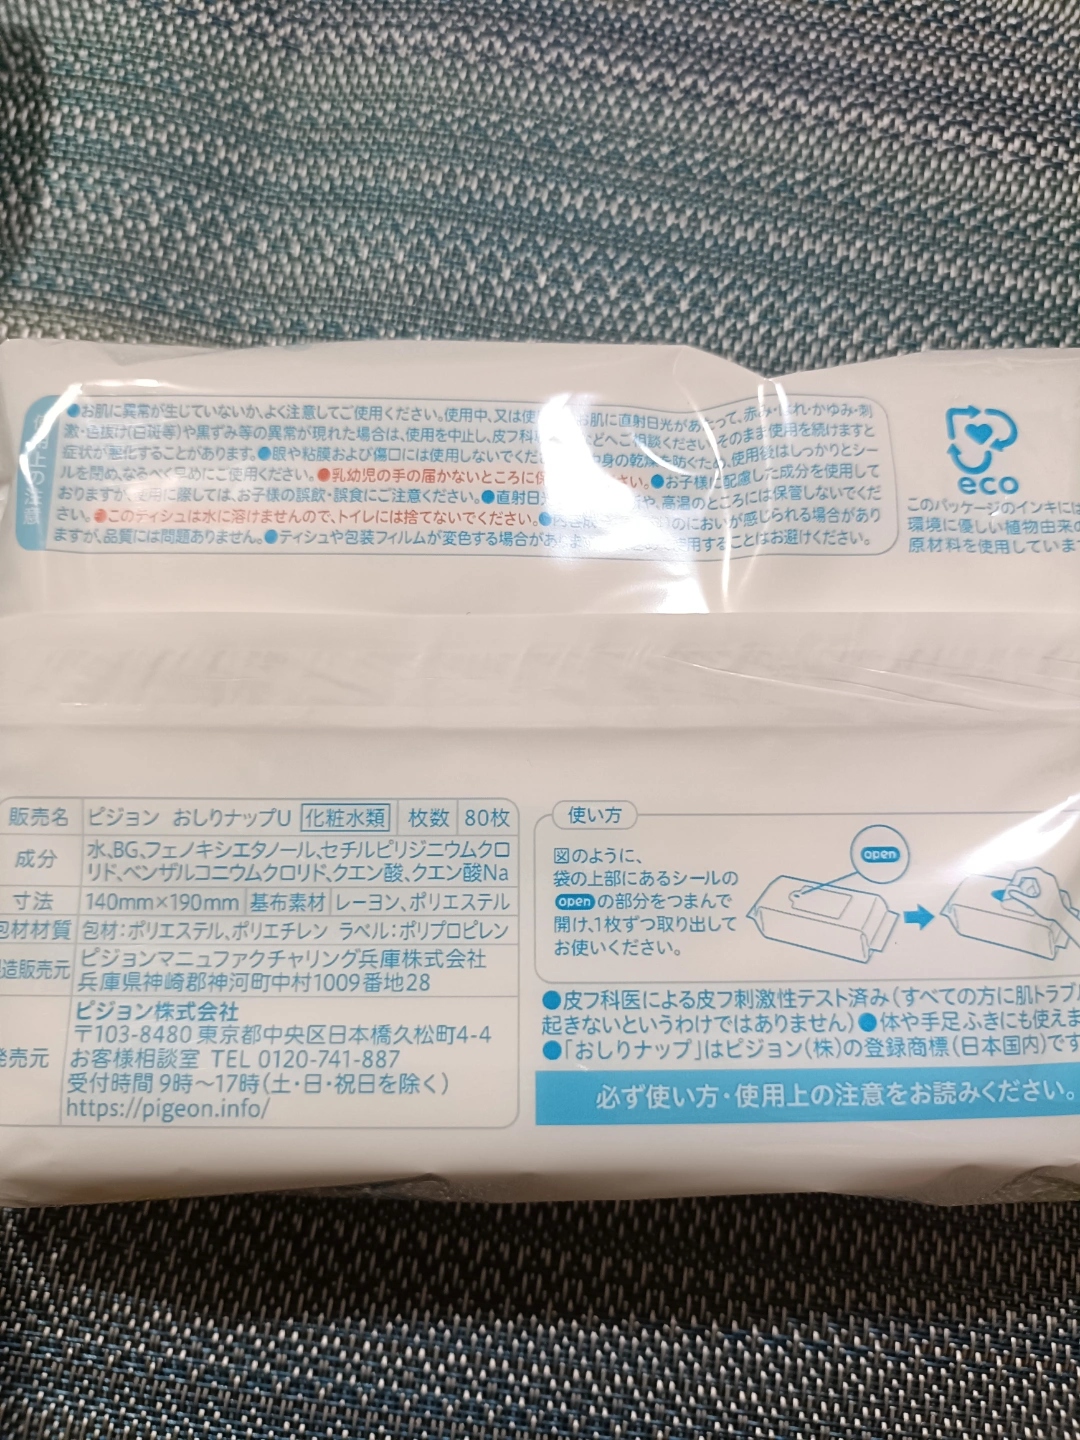 使用上の注意
●お肌に異常が生じていないか、よく注意してご使用ください。使用中、又は使 お肌に直射日光があたって、赤み・はれ・かゆみ・刺
激・色抜け(白斑等)や黒ずみ等の異常が現れた場合は、使用を中止し、皮フ科 などへご相談ください。そのまま使用を続けますと
症状が悪化することがあります。●眼や粘膜および傷口には使用しないでくだ 中身の乾燥を防ぐため、使用後はしっかりとシー
ルを閉め、なるべく早めにご使用ください。●乳幼児の手の届かないところに保 さい。●お子様に配慮した成分を使用して
おりますが、使用に際しては、お子様の誤飲・誤食にご注意ください。●直射日 や、高温のところには保管しないでくだ
さい。●このティシュは水に溶けませんので、トイレには捨てないでください。 のにおいが感じられる場合があり
ますが、品質には問題ありません。●ティシュや包装フィルムが変色する場合があ 使用することはお避けください。
eco
このパッケージのインキには
環境に優しい植物由来の
原材料を使用しています
販売名 ピジョン おしりナップU 化粧水類 枚数 80枚
成分 水、BG、フェノキシエタノール、セチルピリジニウムクロ
リド、ベンザルコニウムクロリド、クエン酸、クエン酸Na
寸法 140mm×190mm 基布素材 レーヨン、ポリエステル
包材材質 包材:ポリエステル、ポリエチレン ラベル:ポリプロピレン
造販売元 ピジョンマニュファクチャリング兵庫株式会社
兵庫県神崎郡神河町中村1009番地28
発売元 ピジョン株式会社
〒103-8480 東京都中央区日本橋久松町4-4
お客様相談室 TEL 0120-741-887
受付時間 9時～17時(土・日・祝日を除く)
https://pigeon.info/
使い方
図のように、
袋の上部にあるシールの
openの部分をつまんで
開け、1枚ずつ取り出して
お使いください。
open
●皮フ科医による皮フ刺激性テスト済み(すべての方に肌トラブル
起きないというわけではありません)●体や手足ふきにも使えま
●「おしりナップ」はピジョン(株)の登録商標(日本国内)です
必ず使い方・使用上の注意をお読みください。